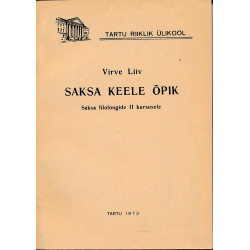 TARTU RIIKLIK ÜLIKOOL
Virve Liiv
SAKSA KEELE ÕPIK
Saksa filoloogide II kursusele
TARTU 1973